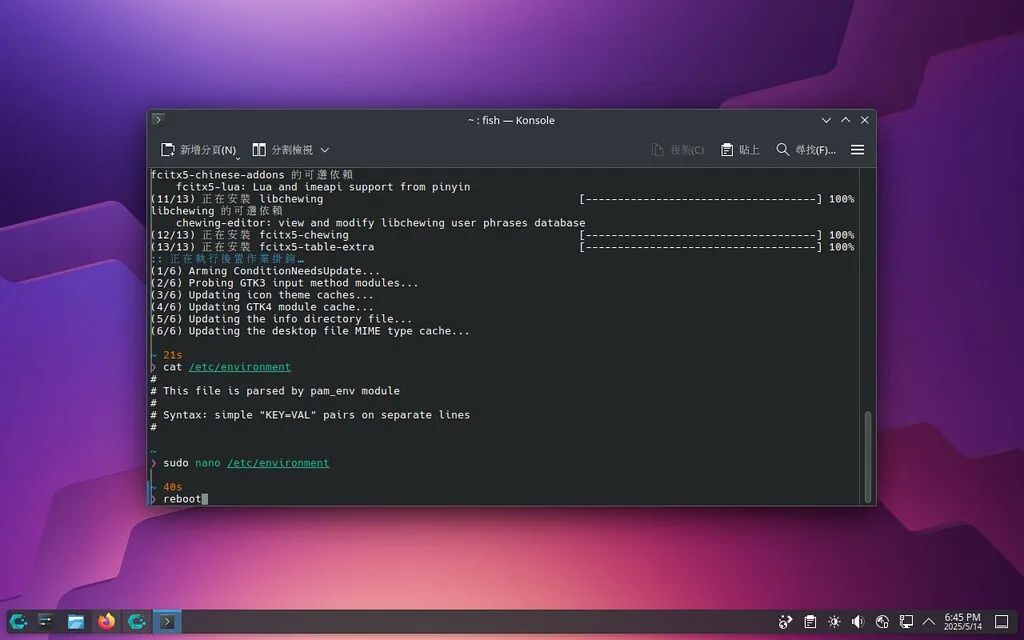 ~ : fish — Konsole
新增分頁(N) 分割檢視 複製(C) 貼上 尋找(F)...
fcitx5-chinese-addons 的可選依賴
fcitx5-lua: Lua and imeapi support from pinyin
(11/13) 正在安裝 libchewing [------------------------------------] 100%
libchewing 的可選依賴
chewing-editor: view and modify libchewing user phrases database
(12/13) 正在安裝 fcitx5-chewing [------------------------------------] 100%
(13/13) 正在安裝 fcitx5-table-extra [------------------------------------] 100%
:: 正在執行後置作業掛鉤…
(1/6) Arming ConditionNeedsUpdate...
(2/6) Probing GTK3 input method modules...
(3/6) Updating icon theme caches...
(4/6) Updating GTK4 module cache...
(5/6) Updating the info directory file...
(6/6) Updating the desktop file MIME type cache...
~ 21s
❯ cat /etc/environment
#
# This file is parsed by pam_env module
#
# Syntax: simple "KEY=VAL" pairs on separate lines
#
~
❯ sudo nano /etc/environment
~ 40s
❯ reboot
6:45 PM
2025/5/14